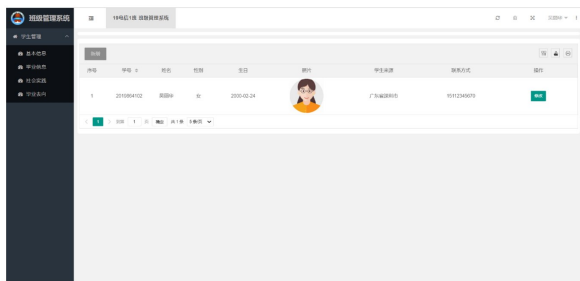 班级管理系统
19电信1班 班级管理系统
学生管理
基本信息
毕业信息
社会实践
毕业去向
序号 学号 姓名 性别 生日 照片 学生来源 联系方式 操作
1 女 2000-02-24 广东省深圳市 修改
1 到第 1 页 确定 共 1 条 5 条/页